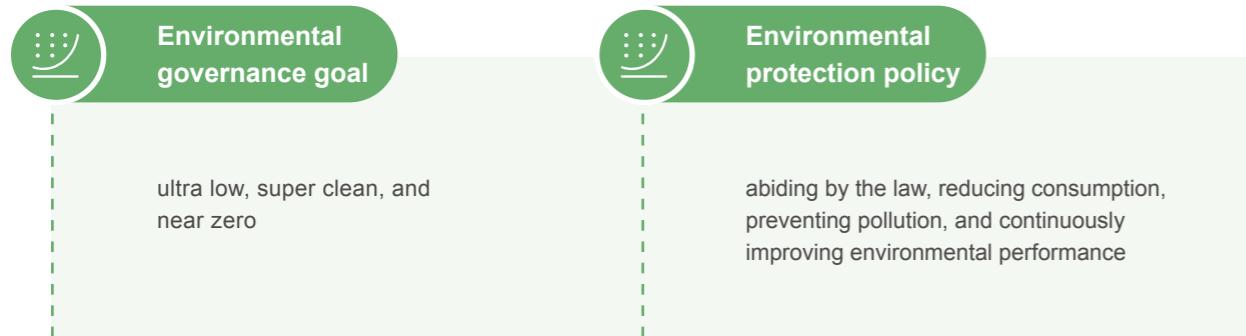 Environmental
governance goal
ultra low, super clean, and
near zero
Environmental
protection policy
abiding by the law, reducing consumption,
preventing pollution, and continuously
improving environmental performance